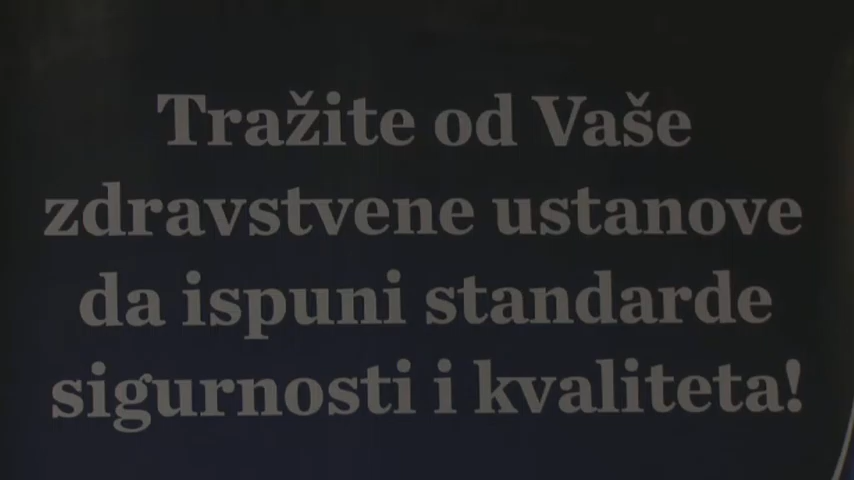 Tražite od Vaše
zdravstvene ustanove
da ispuni standarde
sigurnosti i kvaliteta!